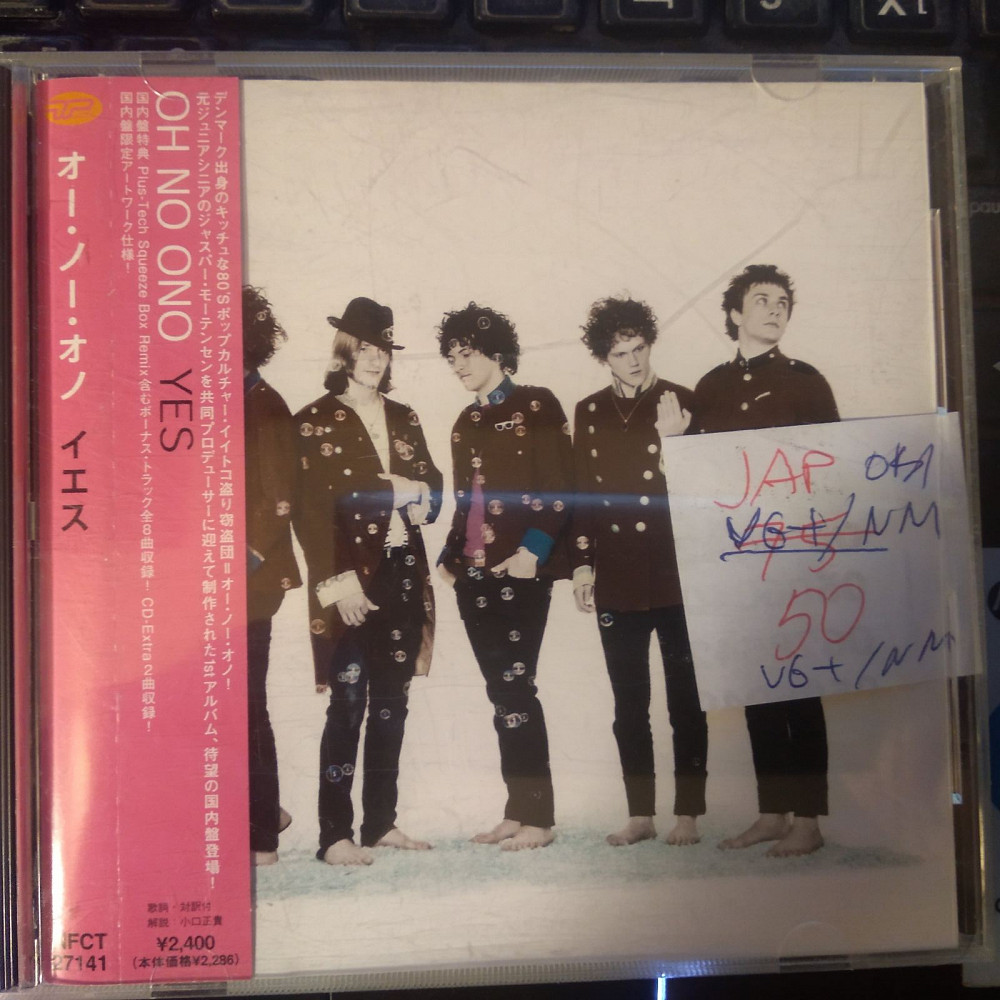 オー・ノー・オノ イエス
NFCT
27141
デンマーク出身のキッチュな80'Sポップカルチャー・イイトコ盗り窃盗団=オー・ノー・オノ!
元ジュニアシニアのジャスパー・モーテンセンを共同プロデューサーに迎えて制作された1stアルバム、待望の国内盤登場!
OH NO ONO YES
国内盤特典 Plus-Tech Squeeze Box Remix含むボーナス・トラック全8曲収録! CD-Extra 2曲収録!
国内盤限定アートワーク仕様!
歌詞・対訳付
解説 小口正貴
¥2,400
(本体価格¥2,286)
JAP OBI
VG+/NM
50
VG+/NM